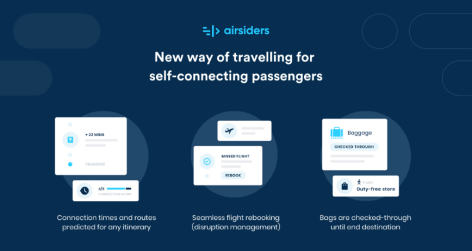 airsiders
New way of travelling for
self-connecting passengers
+ 23 MINS
Baggage
CHECKED THROUGH
MISSED FLIGHT
REBOOK
Duty-free store
Connection times and routes
predicted for any itinerary
Seamless flight rebooking
(disruption management)
Bags are checked-through
until end destination